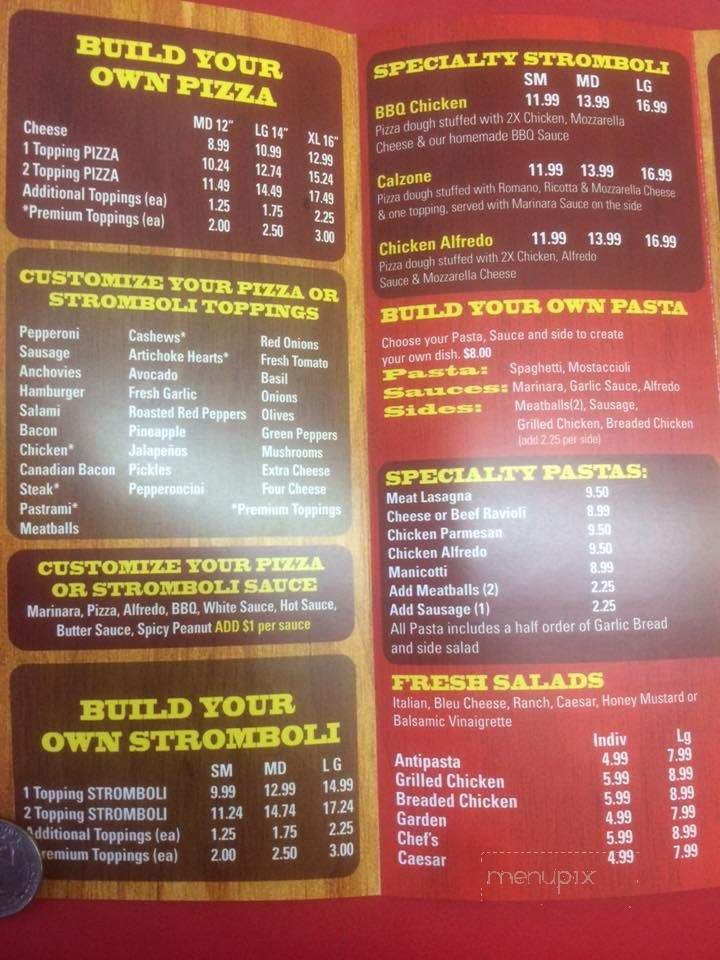 BUILD YOUR
OWN PIZZA
MD 12" LG 14" XL 16"
Cheese 8.99 10.99 12.99
1 Topping PIZZA 10.24 12.74 15.24
2 Topping PIZZA 11.49 14.49 17.49
Additional Toppings (ea) 1.25 1.75 2.25
*Premium Toppings (ea) 2.00 2.50 3.00
CUSTOMIZE YOUR PIZZA OR
STROMBOLI TOPPINGS
Pepperoni Cashews* Red Onions
Sausage Artichoke Hearts* Fresh Tomato
Anchovies Avocado Basil
Hamburger Fresh Garlic Onions
Salami Roasted Red Peppers Olives
Bacon Pineapple Green Peppers
Chicken* Jalapeños Mushrooms
Canadian Bacon Pickles Extra Cheese
Steak* Pepperoncini Four Cheese
Pastrami* *Premium Toppings
Meatballs
CUSTOMIZE YOUR PIZZA
OR STROMBOLI SAUCE
Marinara, Pizza, Alfredo, BBQ, White Sauce, Hot Sauce,
Butter Sauce, Spicy Peanut ADD $1 per sauce
BUILD YOUR
OWN STROMBOLI
SM MD LG
1 Topping STROMBOLI 9.99 12.99 14.99
2 Topping STROMBOLI 11.24 14.74 17.24
Additional Toppings (ea) 1.25 1.75 2.25
remium Toppings (ea) 2.00 2.50 3.00
SPECIALTY STROMBOLI
SM MD LG
BBQ Chicken 11.99 13.99 16.99
Pizza dough stuffed with 2X Chicken, Mozzarella
Cheese & our homemade BBQ Sauce
Calzone 11.99 13.99 16.99
Pizza dough stuffed with Romano, Ricotta & Mozzarella Cheese
& one topping, served with Marinara Sauce on the side
Chicken Alfredo 11.99 13.99 16.99
Pizza dough stuffed with 2X Chicken, Alfredo
Sauce & Mozzarella Cheese
BUILD YOUR OWN PASTA
Choose your Pasta, Sauce and side to create
your own dish. $8.00
Pasta: Spaghetti, Mostaccioli
Sauces: Marinara, Garlic Sauce, Alfredo
Sides: Meatballs(2), Sausage,
Grilled Chicken, Breaded Chicken
(add 2.25 per side)
SPECIALTY PASTAS:
Meat Lasagna 9.50
Cheese or Beef Ravioli 8.99
Chicken Parmesan 9.50
Chicken Alfredo 9.50
Manicotti 8.99
Add Meatballs (2) 2.25
Add Sausage (1) 2.25
All Pasta includes a half order of Garlic Bread
and side salad
FRESH SALADS
Italian, Bleu Cheese, Ranch, Caesar, Honey Mustard or
Balsamic Vinaigrette
Indiv Lg
Antipasta 4.99 7.99
Grilled Chicken 5.99 8.99
Breaded Chicken 5.99 8.99
Garden 4.99 7.99
Chef's 5.99 8.99
Caesar 4.99 7.99
menupix